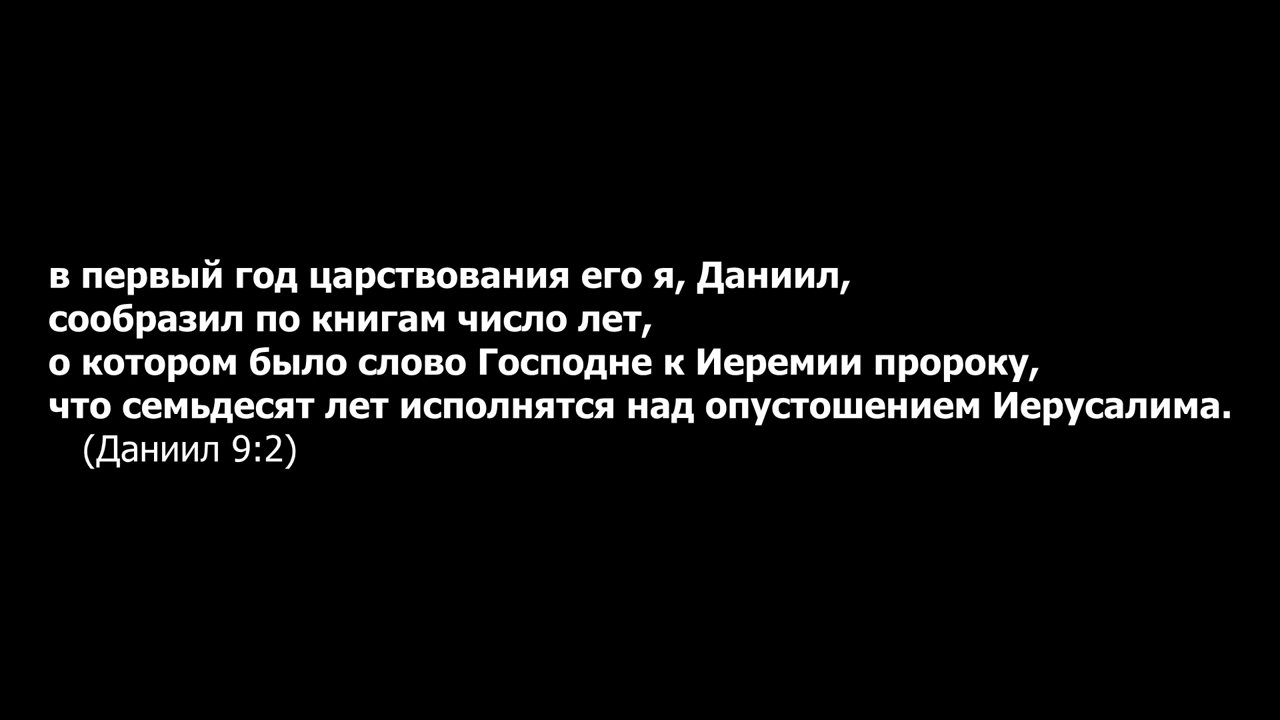 в первый год царствования его я, Даниил,
сообразил по книгам число лет,
о котором было слово Господне к Иеремии пророку,
что семьдесят лет исполнятся над опустошением Иерусалима.
(Даниил 9:2)